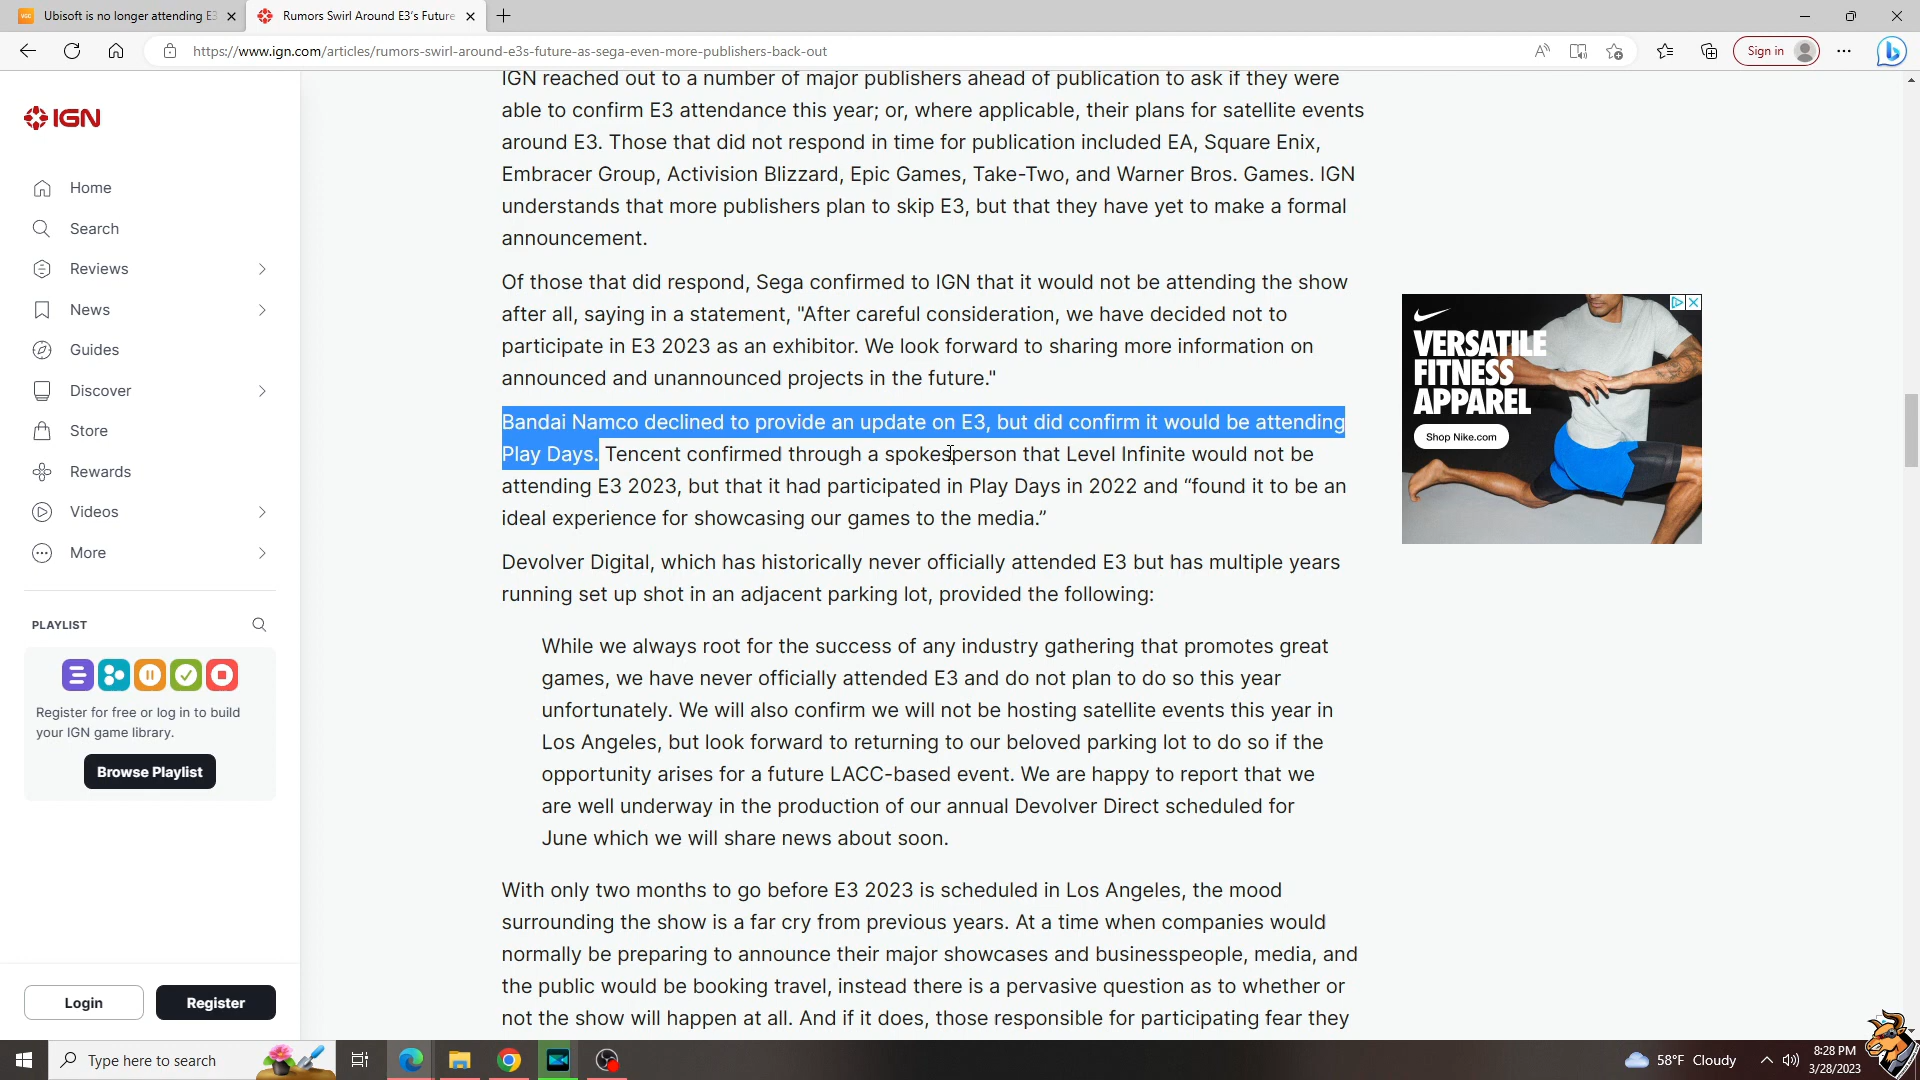 Ubisoft is no longer attending E3
Rumors Swirl Around E3's Future
https://www.ign.com/articles/rumors-swirl-around-e3s-future-as-sega-even-more-publishers-back-out
Sign in
IGN
Home
Search
Reviews
News
Guides
Discover
Store
Rewards
Videos
More
PLAYLIST
Register for free or log in to build
your IGN game library.
Browse Playlist
Login
Register
IGN reached out to a number of major publishers ahead of publication to ask if they were
able to confirm E3 attendance this year; or, where applicable, their plans for satellite events
around E3. Those that did not respond in time for publication included EA, Square Enix,
Embracer Group, Activision Blizzard, Epic Games, Take-Two, and Warner Bros. Games. IGN
understands that more publishers plan to skip E3, but that they have yet to make a formal
announcement.
Of those that did respond, Sega confirmed to IGN that it would not be attending the show
after all, saying in a statement, "After careful consideration, we have decided not to
participate in E3 2023 as an exhibitor. We look forward to sharing more information on
announced and unannounced projects in the future."
Bandai Namco declined to provide an update on E3, but did confirm it would be attending
Play Days. Tencent confirmed through a spokesperson that Level Infinite would not be
attending E3 2023, but that it had participated in Play Days in 2022 and “found it to be an
ideal experience for showcasing our games to the media.”
Devolver Digital, which has historically never officially attended E3 but has multiple years
running set up shot in an adjacent parking lot, provided the following:
While we always root for the success of any industry gathering that promotes great
games, we have never officially attended E3 and do not plan to do so this year
unfortunately. We will also confirm we will not be hosting satellite events this year in
Los Angeles, but look forward to returning to our beloved parking lot to do so if the
opportunity arises for a future LACC-based event. We are happy to report that we
are well underway in the production of our annual Devolver Direct scheduled for
June which we will share news about soon.
With only two months to go before E3 2023 is scheduled in Los Angeles, the mood
surrounding the show is a far cry from previous years. At a time when companies would
normally be preparing to announce their major showcases and businesspeople, media, and
the public would be booking travel, instead there is a pervasive question as to whether or
not the show will happen at all. And if it does, those responsible for participating fear they
VERSATILE
FITNESS
APPAREL
Shop Nike.com
Type here to search
58°F Cloudy
8:28 PM
3/28/2023